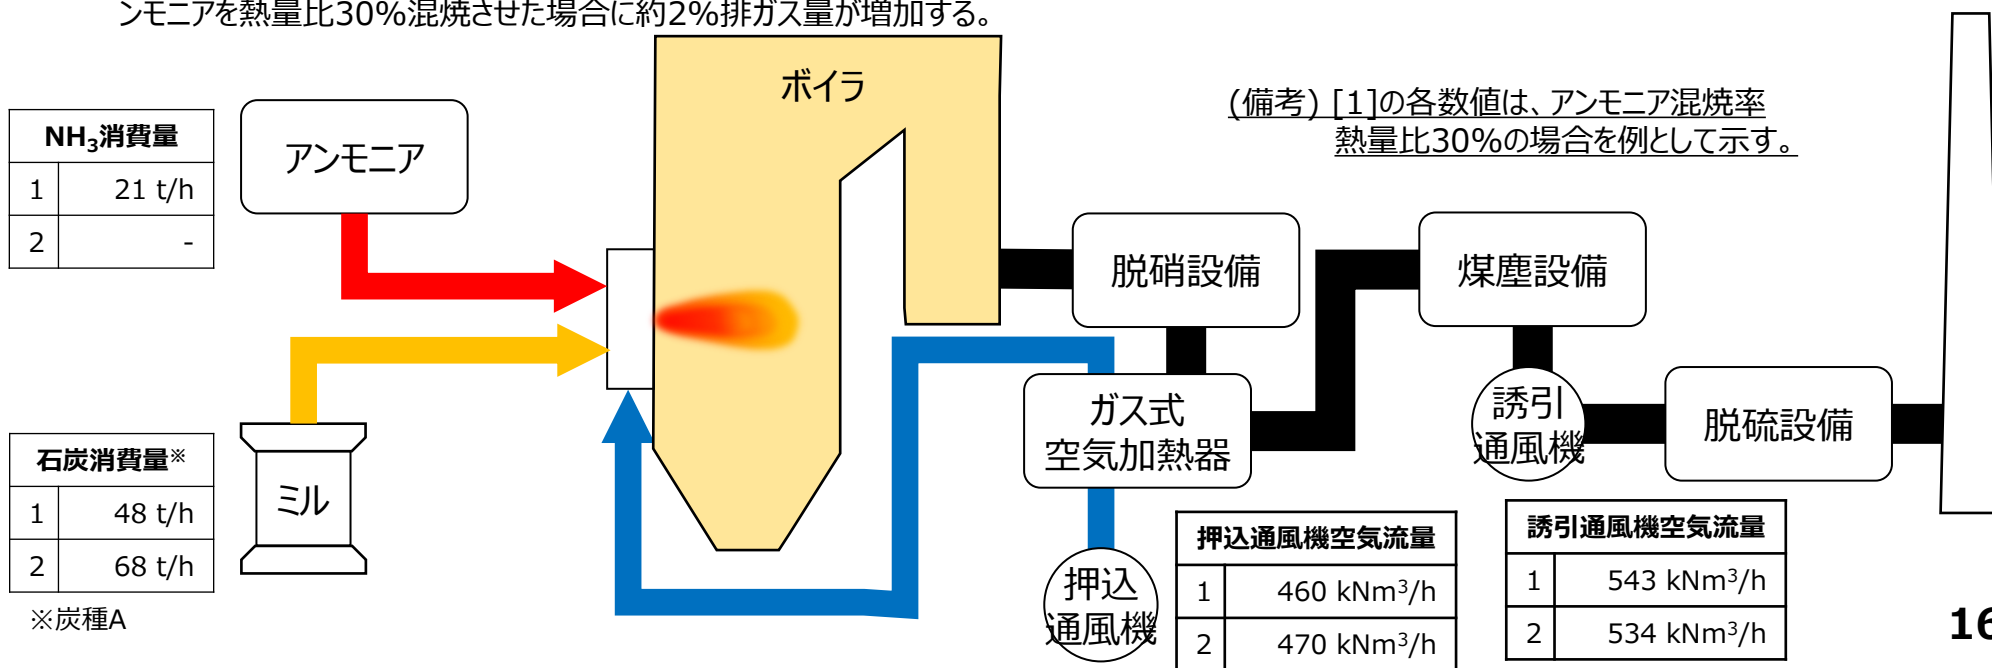 ンモニアを熱量比30%混焼させた場合に約2%排ガス量が増加する。
ボイラ
(備考) [1]の各数値は、アンモニア混焼率
熱量比30%の場合を例として示す。
NH₃消費量
1 21 t/h
2 -
アンモニア
脱硝設備
煤塵設備
ガス式
空気加熱器
誘引
通風機
脱硫設備
石炭消費量※
1 48 t/h
2 68 t/h
※炭種A
ミル
押込
通風機
押込通風機空気流量
1 460 kNm³/h
2 470 kNm³/h
誘引通風機空気流量
1 543 kNm³/h
2 534 kNm³/h
16